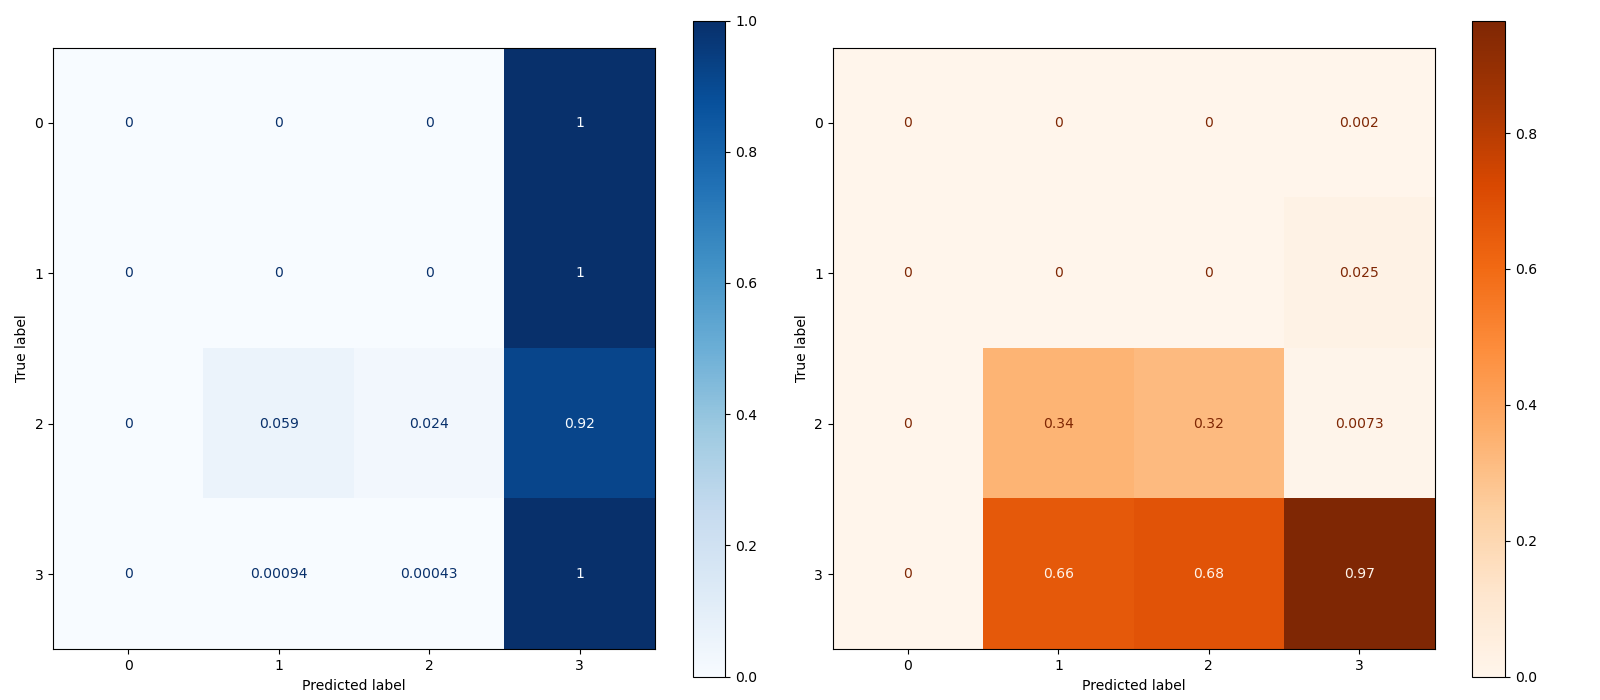 0 0 0 0 1
1 0 0 0 1
2 0 0.059 0.024 0.92
3 0 0.00094 0.00043 1
0 1 2 3
Predicted label
True label
1.0
0.8
0.6
0.4
0.2
0.0
0 0 0 0 0.002
1 0 0 0 0.025
2 0 0.34 0.32 0.0073
3 0 0.66 0.68 0.97
0 1 2 3
Predicted label
True label
0.8
0.6
0.4
0.2
0.0